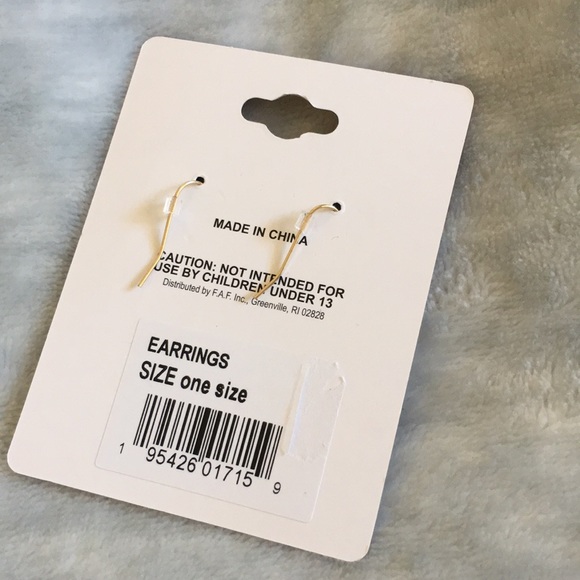 MADE IN CHINA
CAUTION: NOT INTENDED FOR
USE BY CHILDREN UNDER 13
Distributed by F.A.F. Inc., Greenville, RI 02828
EARRINGS
SIZE one size
1 95426 01715 9